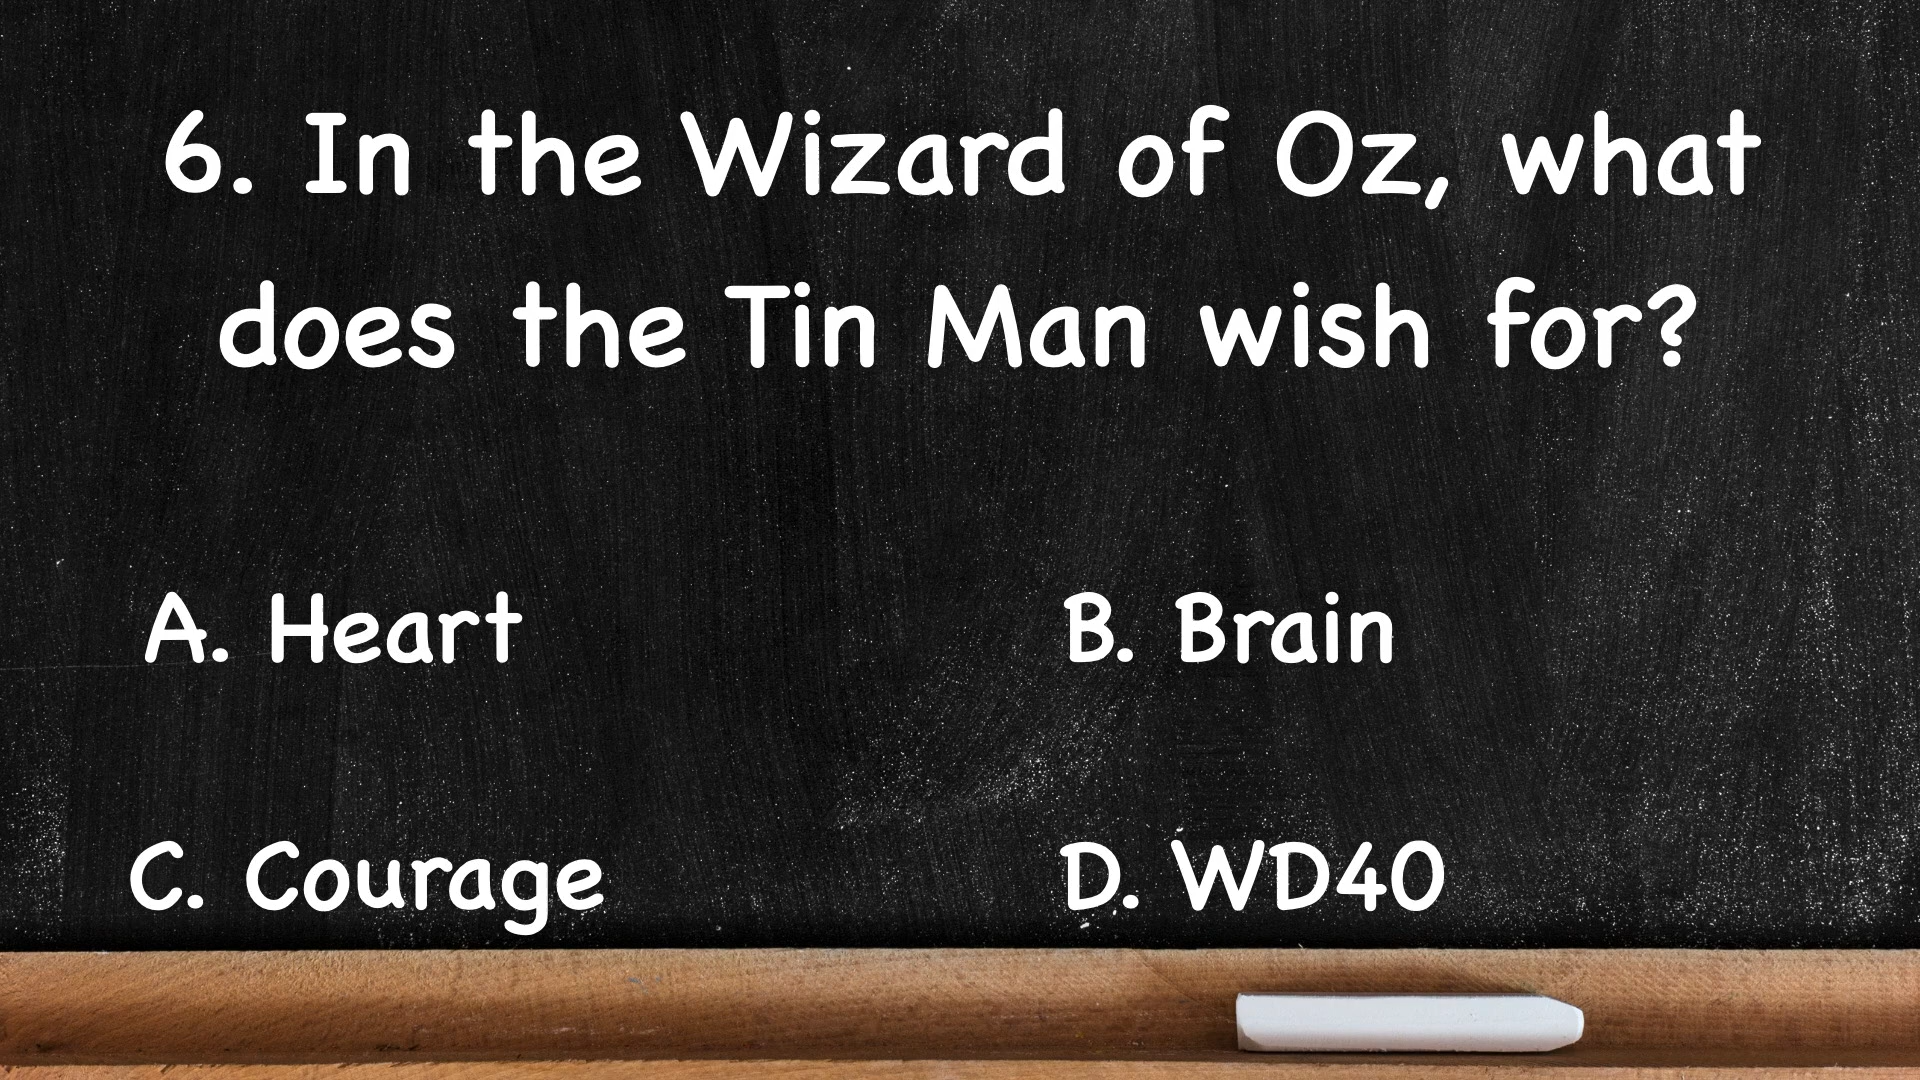 6. In the Wizard of Oz, what
does the Tin Man wish for?
A. Heart
B. Brain
C. Courage
D. WD40